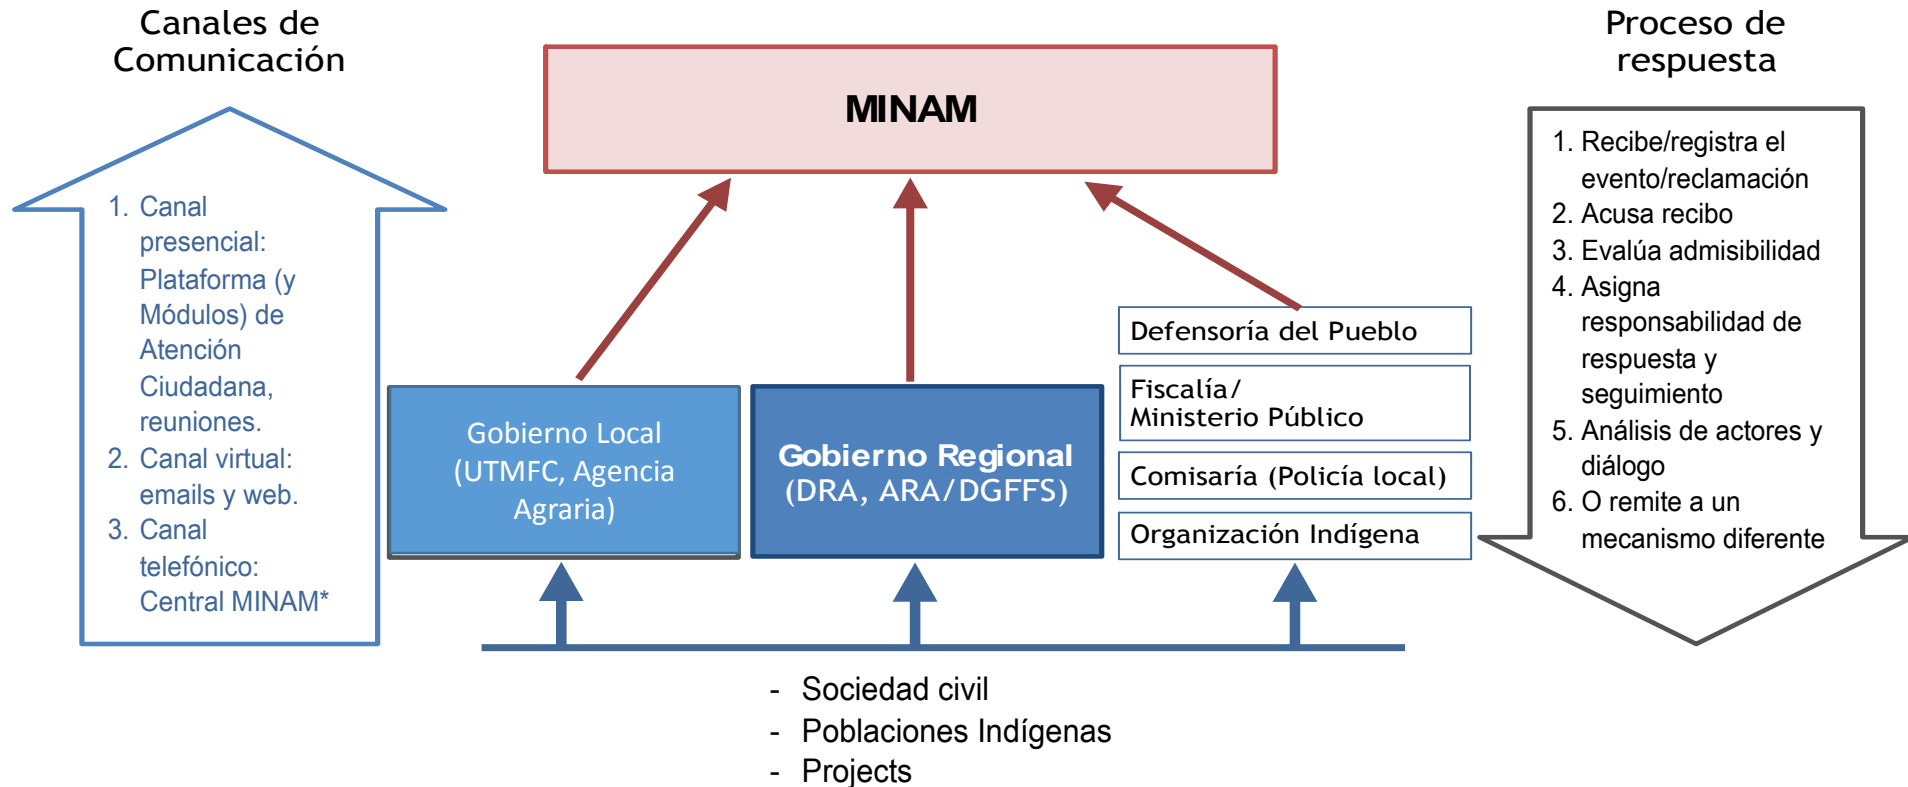 Canales de
Comunicación
1. Canal
presencial:
Plataforma (y
Módulos) de
Atención
Ciudadana,
reuniones.
2. Canal virtual:
emails y web.
3. Canal
telefónico:
Central MINAM*
MINAM
Gobierno Local
(UTMFC, Agencia
Agraria)
Gobierno Regional
(DRA, ARA/DGFFS)
Defensoría del Pueblo
Fiscalía/
Ministerio Público
Comisaría (Policía local)
Organización Indígena
- Sociedad civil
- Poblaciones Indígenas
- Projects
Proceso de
respuesta
1. Recibe/registra el
evento/reclamación
2. Acusa recibo
3. Evalúa admisibilidad
4. Asigna
responsabilidad de
respuesta y
seguimiento
5. Análisis de actores y
diálogo
6. O remite a un
mecanismo diferente